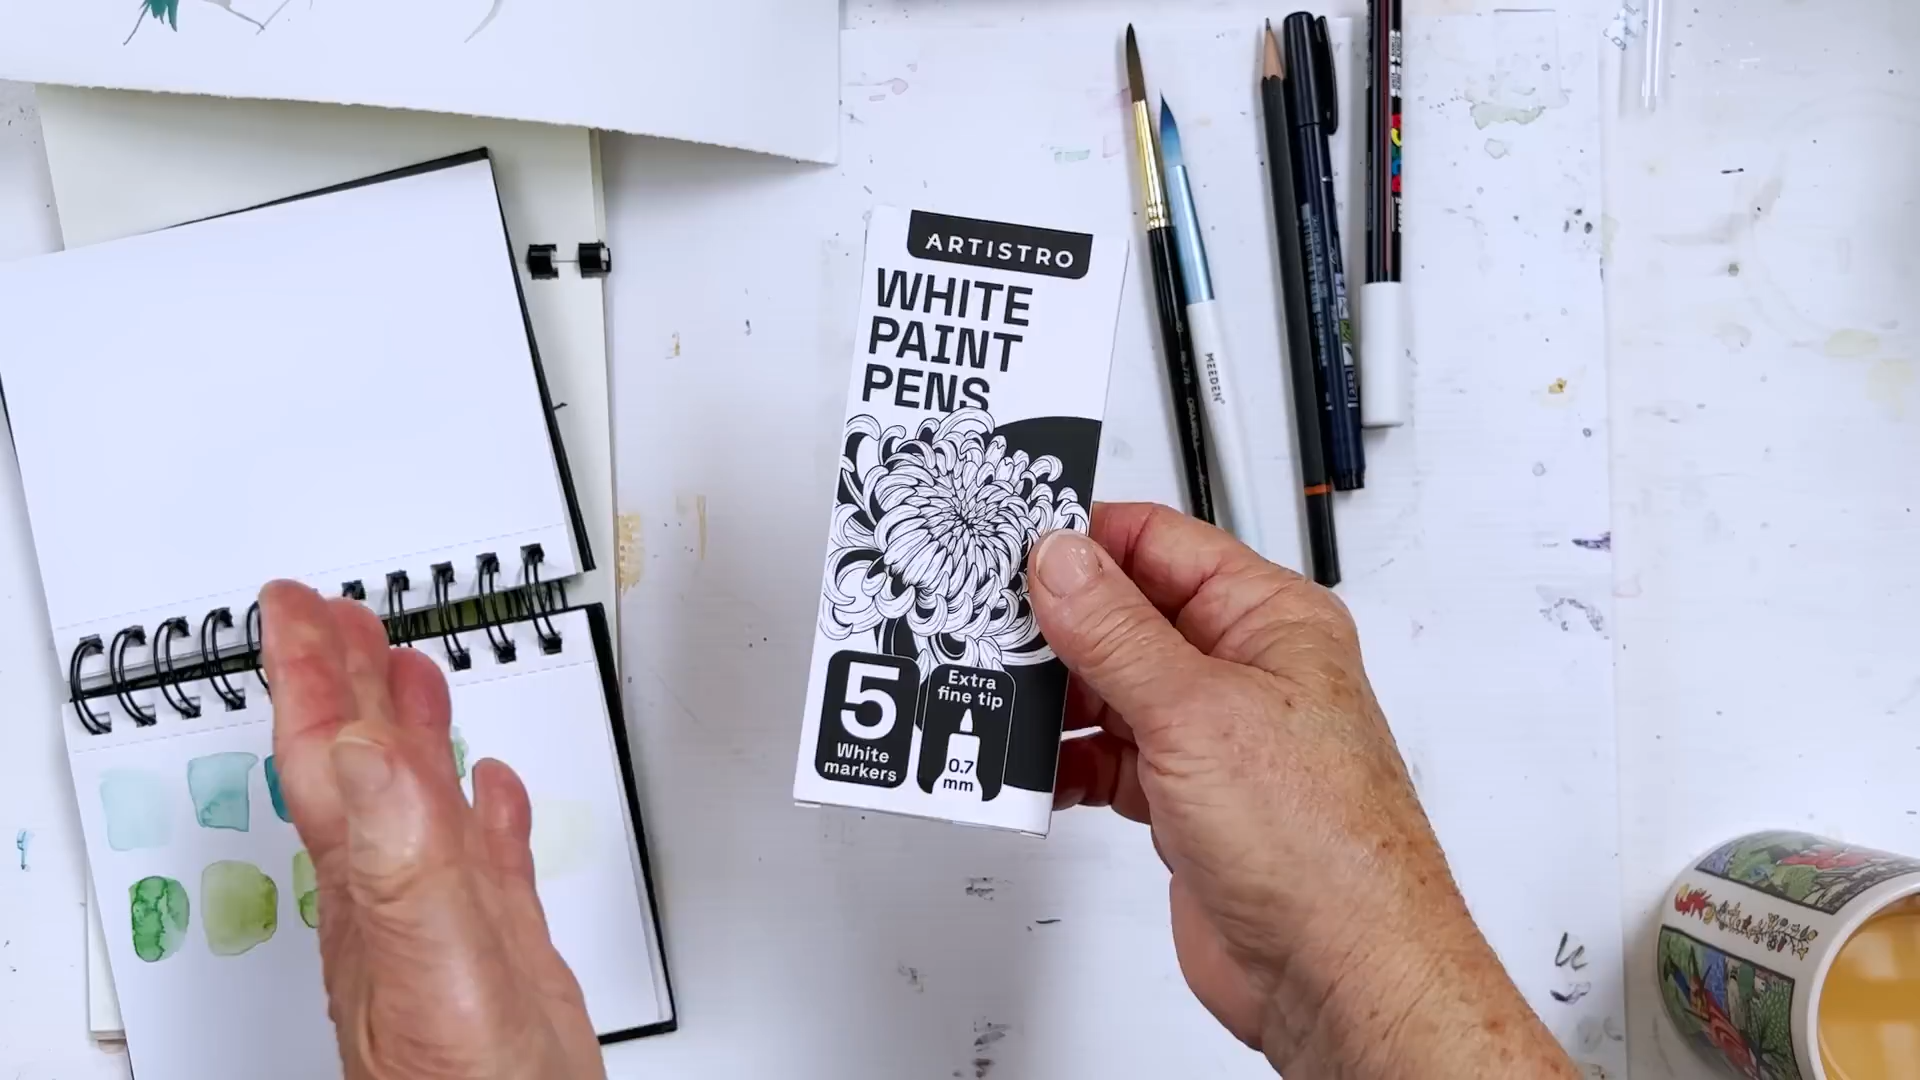 ARTISTRO
WHITE
PAINT
PENS
5
White
markers
Extra
fine tip
0.7
mm
MEEDEN